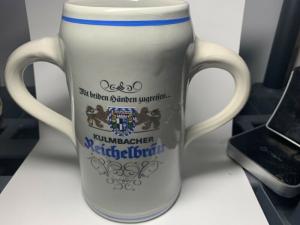 Mit beiden Händen zugreifen...
KULMBACHER
Reichelbräu